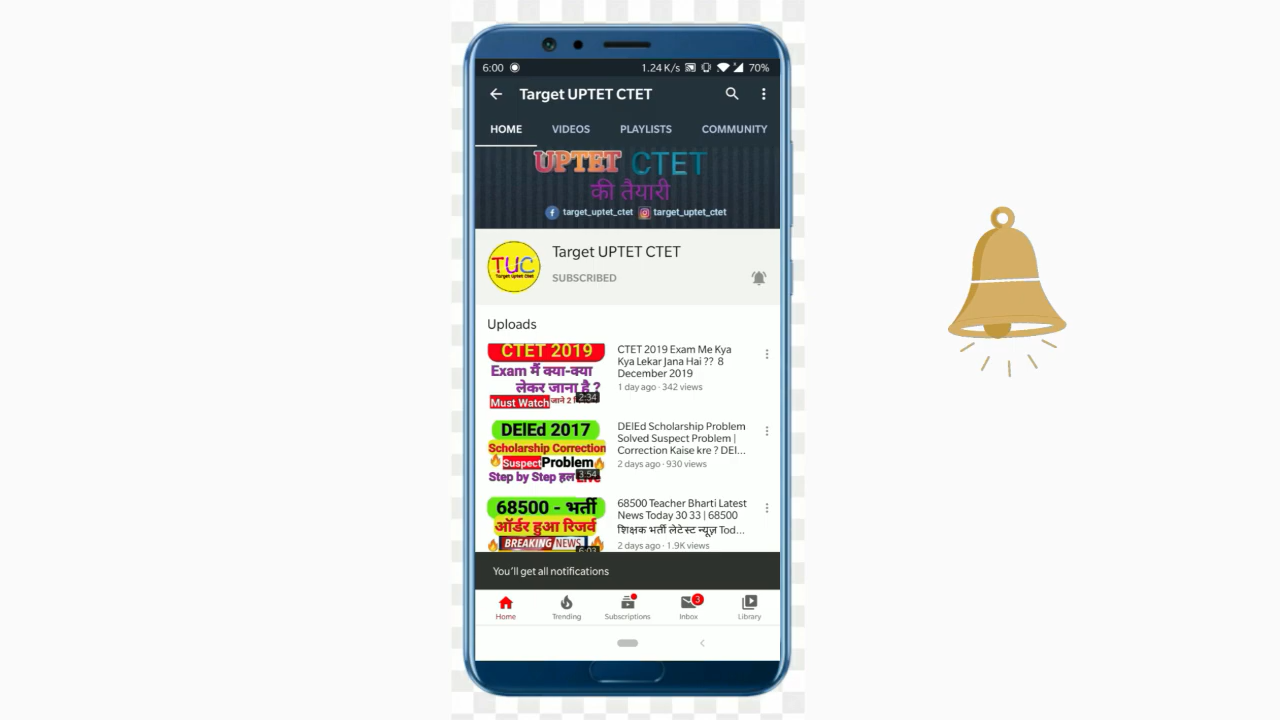 6:00 1.24 K/s 70%
Target UPTET CTET
HOME VIDEOS PLAYLISTS COMMUNITY
UPTET CTET
की तैयारी
target_uptet_ctet target_uptet_ctet
TUC
Target Uptet Ctet
Target UPTET CTET
SUBSCRIBED
Uploads
CTET 2019
Exam में क्या-क्या
लेकर जाना है ?
Must Watch जाने 2
2:34
CTET 2019 Exam Me Kya
Kya Lekar Jana Hai ?? 8
December 2019
1 day ago · 342 views
DElEd 2017
Scholarship Correction
Suspect Problem
Step by Step हल Live
3:54
DElEd Scholarship Problem
Solved Suspect Problem |
Correction Kaise kre ? DEl...
2 days ago · 930 views
68500 - भर्ती
ऑर्डर हुआ रिजर्व
BREAKING NEWS
6:03
68500 Teacher Bharti Latest
News Today 30 33 | 68500
शिक्षक भर्ती लेटेस्ट न्यूज़ Tod...
2 days ago · 1.9K views
You'll get all notifications
3
Home Trending Subscriptions Inbox Library